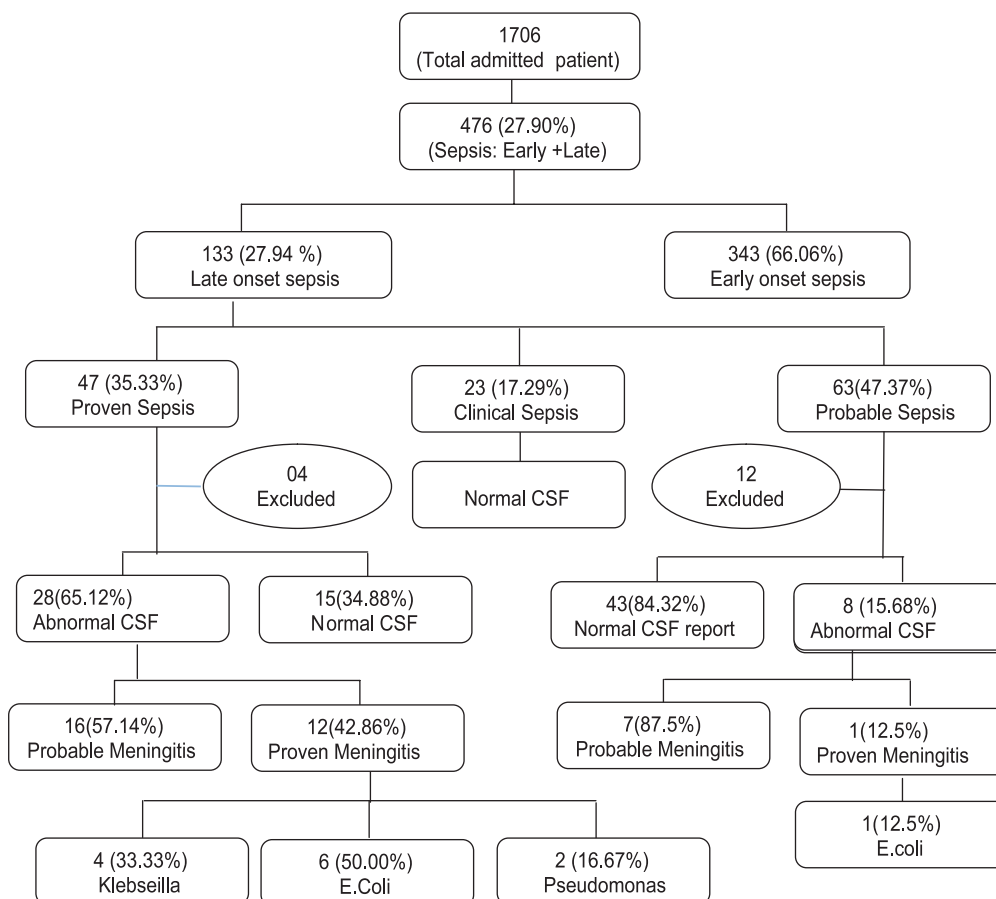 1706
(Total admitted patient)
476 (27.90%)
(Sepsis: Early +Late)
133 (27.94 %)
Late onset sepsis
343 (66.06%)
Early onset sepsis
47 (35.33%)
Proven Sepsis
23 (17.29%)
Clinical Sepsis
63(47.37%)
Probable Sepsis
04
Excluded
Normal CSF
12
Excluded
28(65.12%)
Abnormal CSF
15(34.88%)
Normal CSF
43(84.32%)
Normal CSF report
8 (15.68%)
Abnormal CSF
16(57.14%)
Probable Meningitis
12(42.86%)
Proven Meningitis
7(87.5%)
Probable Meningitis
1(12.5%)
Proven Meningitis
4 (33.33%)
Klebseilla
6 (50.00%)
E.Coli
2 (16.67%)
Pseudomonas
1(12.5%)
E.coli